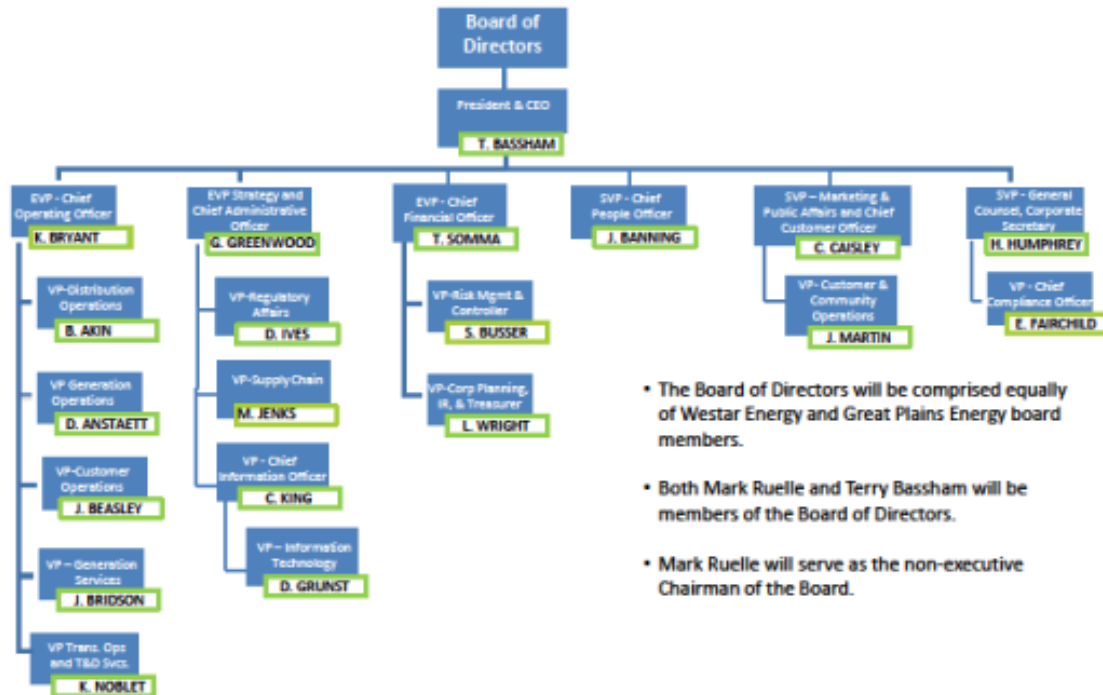 Board of
Directors
President & CEO
T. BASSHAM
EVP - Chief
Operating Officer
K. BRYANT
EVP Strategy and
Chief Administrative
Officer
G. GREENWOOD
EVP - Chief
Financial Officer
T. SOMMA
SVP - Chief
People Officer
J. BANNING
SVP – Marketing &
Public Affairs and Chief
Customer Officer
C. CAISLEY
SVP - General
Counsel, Corporate
Secretary
H. HUMPHREY
VP-Distribution
Operations
B. AKIN
VP Generation
Operations
D. ANSTAETT
VP-Customer
Operations
J. BEASLEY
VP – Generation
Services
J. BRIDSON
VP Trans. Ops
and T&D Svcs.
K. NOBLET
VP-Regulatory
Affairs
D. IVES
VP-Supply Chain
M. JENKS
VP - Chief
Information Officer
C. KING
VP – Information
Technology
D. GRUNST
VP-Risk Mgmt &
Controller
S. BUSSER
VP-Corp Planning,
IR, & Treasurer
L. WRIGHT
VP- Customer &
Community
Operations
J. MARTIN
VP - Chief
Compliance Officer
E. FAIRCHILD
• The Board of Directors will be comprised equally
of Westar Energy and Great Plains Energy board
members.
• Both Mark Ruelle and Terry Bassham will be
members of the Board of Directors.
• Mark Ruelle will serve as the non-executive
Chairman of the Board.